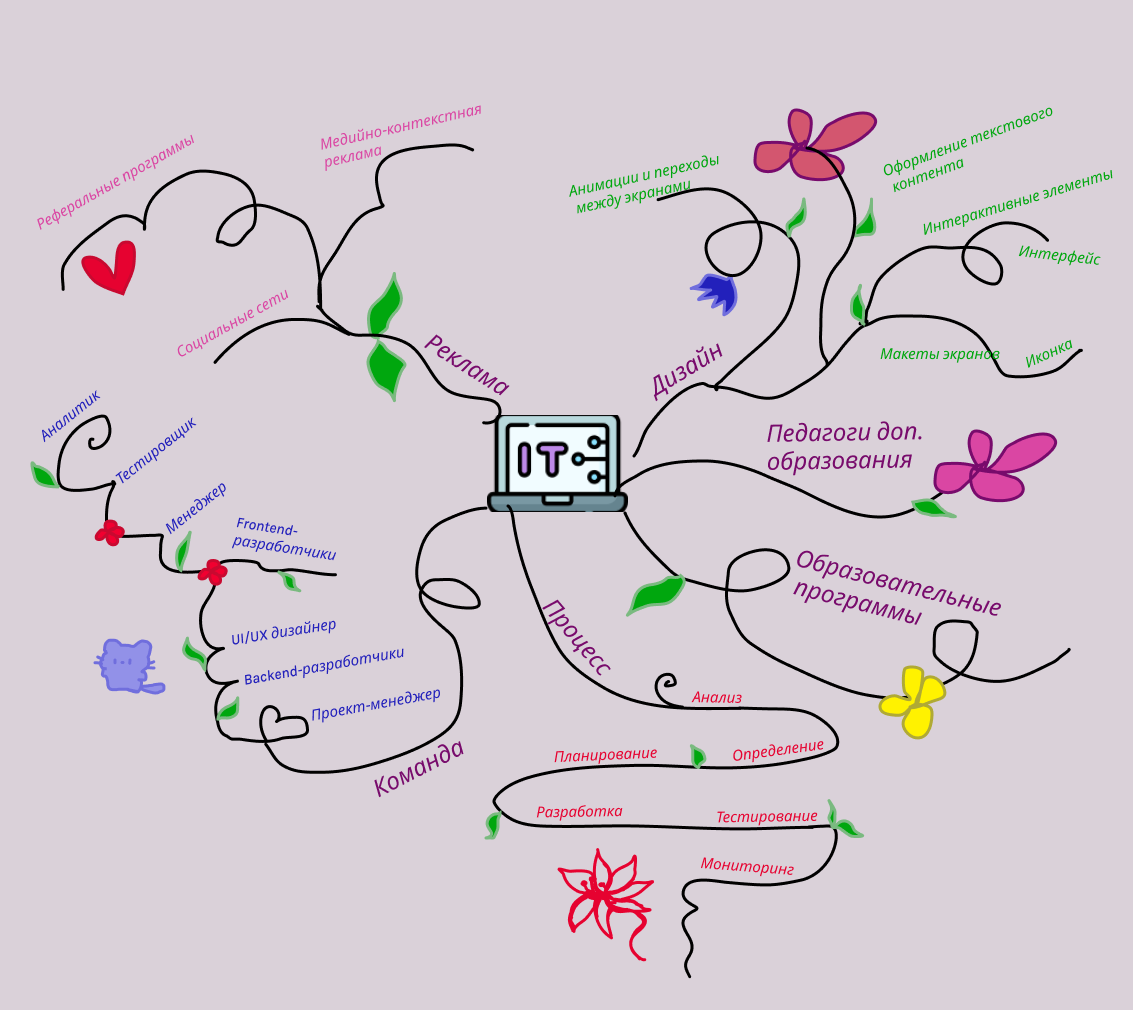 Реферальные программы
Медийно-контекстная
реклама
Социальные сети
Реклама
Анимации и переходы
между экранами
Оформление текстового
контента
Интерактивные элементы
Интерфейс
Макеты экранов
Иконка
Дизайн
IT
Педагоги доп.
образования
Образовательные
программы
Аналитик
Тестировщик
Менеджер
Frontend-
разработчики
UI/UX дизайнер
Backend-разработчики
Проект-менеджер
Команда
Процесс
Анализ
Планирование
Определение
Разработка
Тестирование
Мониторинг